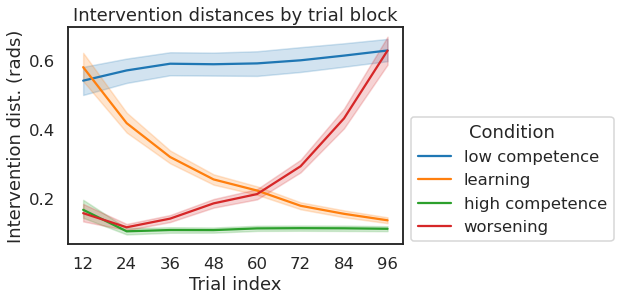 Intervention distances by trial block
Intervention dist. (rads)
0.6
0.4
0.2
12 24 36 48 60 72 84 96
Trial index
Condition
low competence
learning
high competence
worsening